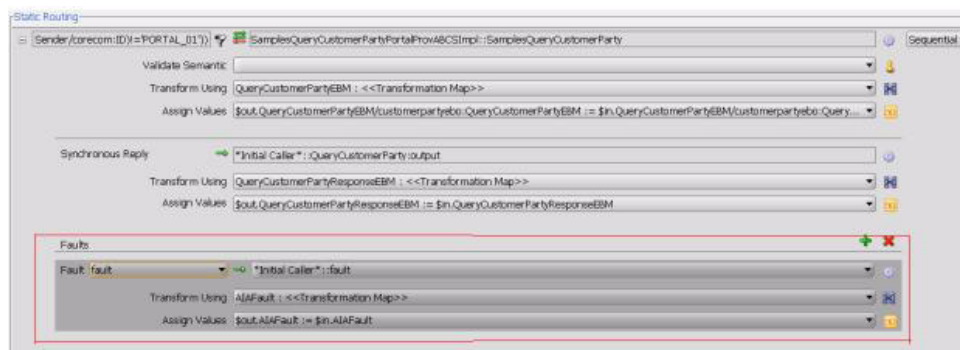 Static Routing
Sender/corecom:ID)!='PORTAL_01')) SamplesQueryCustomerPartyPortalProvABCSImpl::SamplesQueryCustomerParty Sequential
Validate Semantic
Transform Using QueryCustomerPartyEBM : <<Transformation Map>>
Assign Values $out.QueryCustomerPartyEBM/customerpartyebo:QueryCustomerPartyEBM := $in.QueryCustomerPartyEBM/customerpartyebo:Query...
Synchronous Reply *Initial Caller*::QueryCustomerParty:output
Transform Using QueryCustomerPartyResponseEBM : <<Transformation Map>>
Assign Values $out.QueryCustomerPartyResponseEBM := $in.QueryCustomerPartyResponseEBM
Faults
Fault fault *Initial Caller*::fault
Transform Using AIAFault : <<Transformation Map>>
Assign Values $out.AIAFault := $in.AIAFault